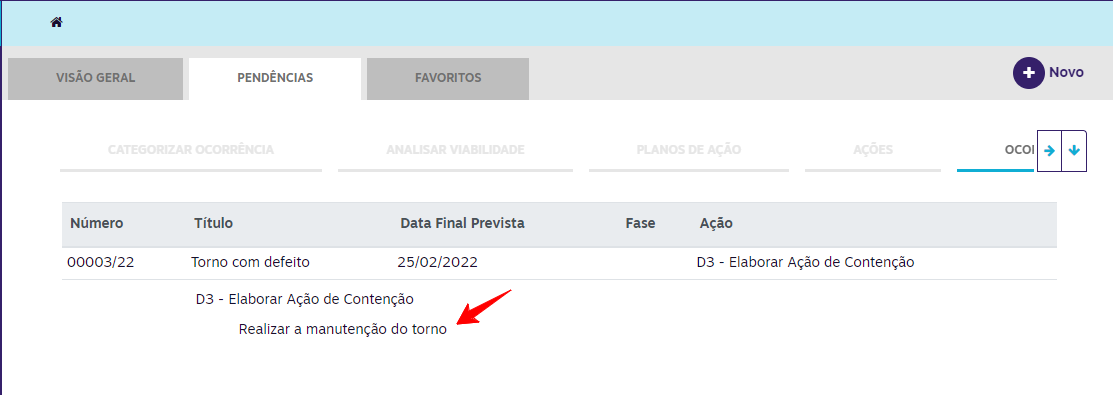 VISÃO GERAL PENDÊNCIAS FAVORITOS Novo
CATEGORIZAR OCORRÊNCIA ANALISAR VIABILIDADE PLANOS DE AÇÃO AÇÕES OCOI
Número Título Data Final Prevista Fase Ação
00003/22 Torno com defeito 25/02/2022 D3 - Elaborar Ação de Contenção
D3 - Elaborar Ação de Contenção
Realizar a manutenção do torno